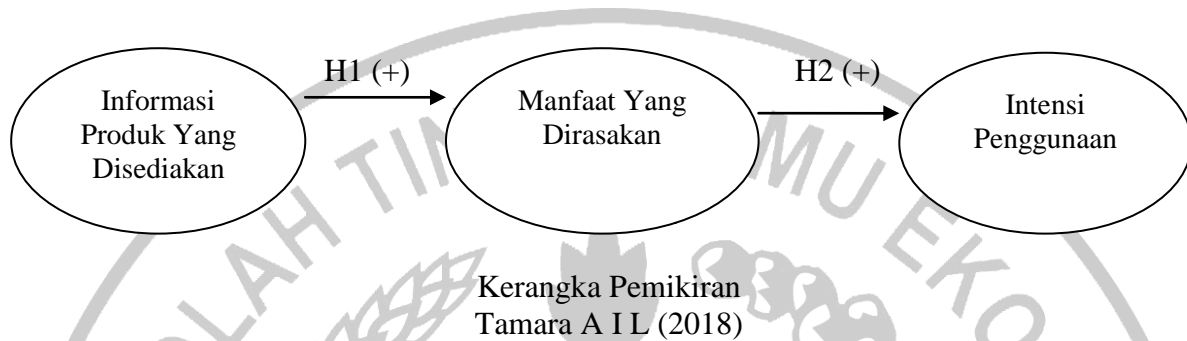 H1 (+)
H2 (+)
Informasi
Produk Yang
Disediakan
Manfaat Yang
Dirasakan
Intensi
Penggunaan
Kerangka Pemikiran
Tamara A I L (2018)